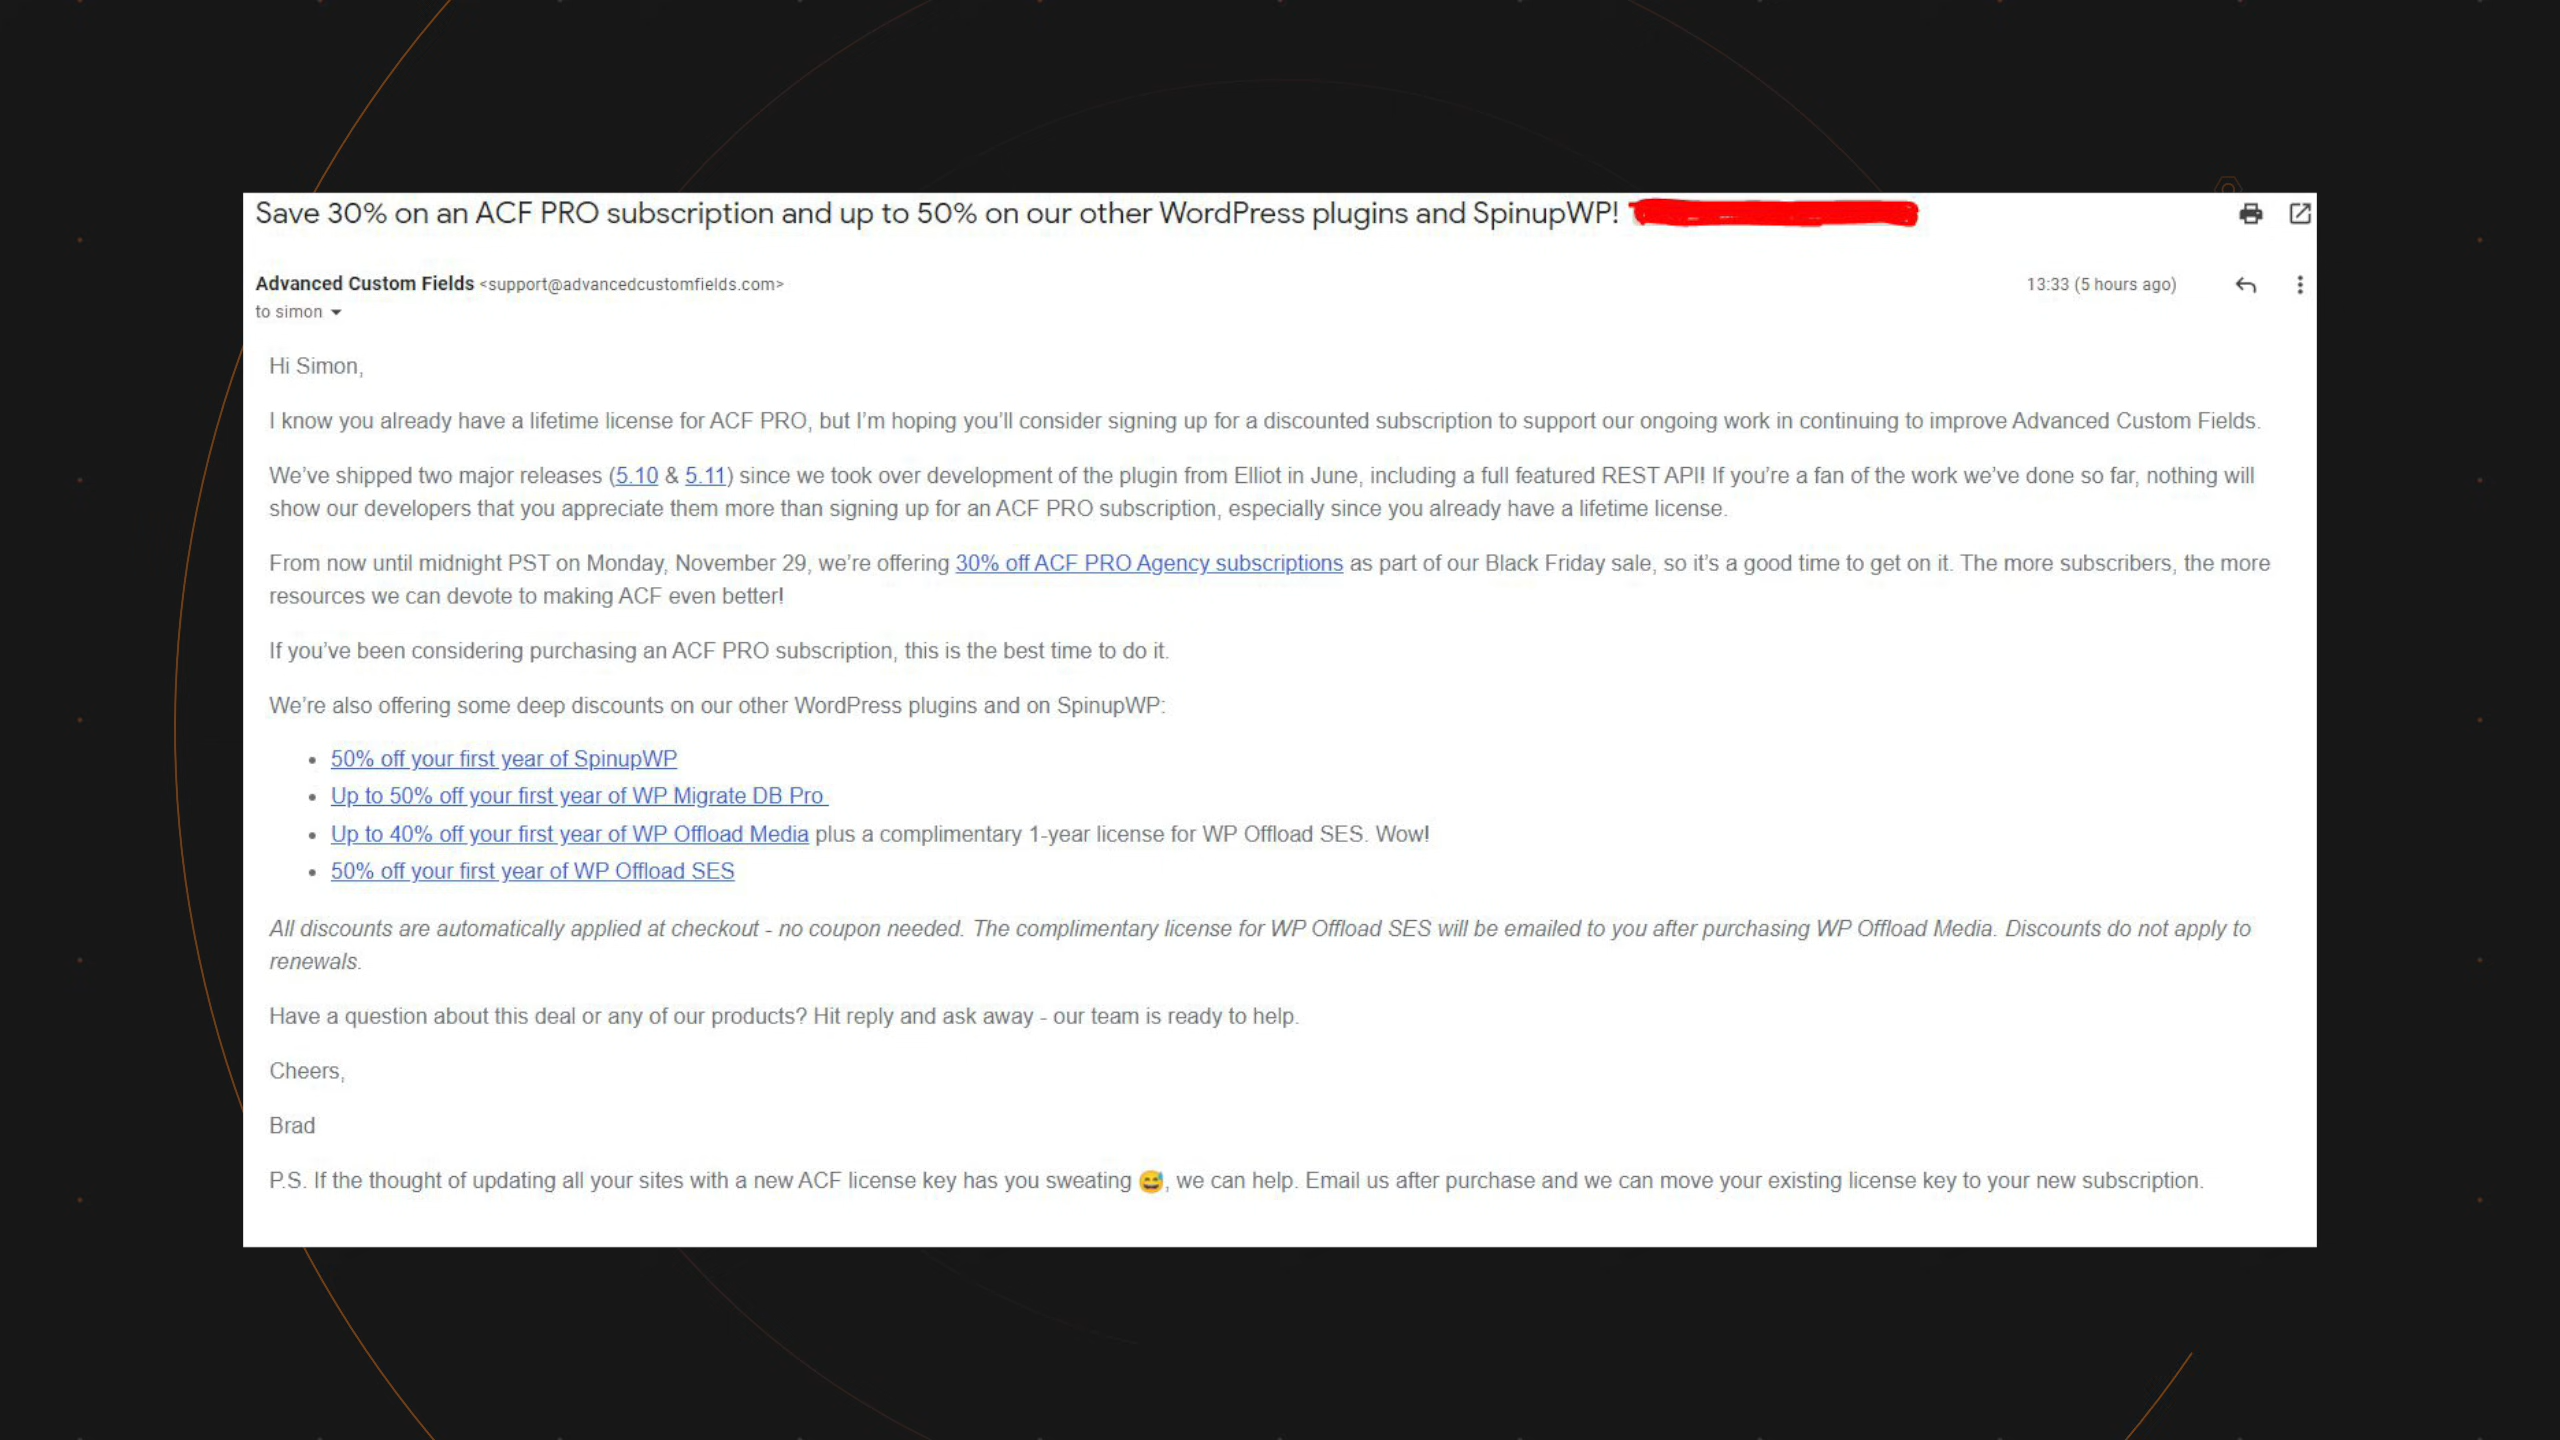 Save 30% on an ACF PRO subscription and up to 50% on our other WordPress plugins and SpinupWP!
Advanced Custom Fields <support@advancedcustomfields.com>
13:33 (5 hours ago)
to simon
Hi Simon,
I know you already have a lifetime license for ACF PRO, but I'm hoping you'll consider signing up for a discounted subscription to support our ongoing work in continuing to improve Advanced Custom Fields.
We've shipped two major releases (5.10 & 5.11) since we took over development of the plugin from Elliot in June, including a full featured REST API! If you're a fan of the work we've done so far, nothing will
show our developers that you appreciate them more than signing up for an ACF PRO subscription, especially since you already have a lifetime license.
From now until midnight PST on Monday, November 29, we're offering 30% off ACF PRO Agency subscriptions as part of our Black Friday sale, so it's a good time to get on it. The more subscribers, the more
resources we can devote to making ACF even better!
If you've been considering purchasing an ACF PRO subscription, this is the best time to do it.
We're also offering some deep discounts on our other WordPress plugins and on SpinupWP:
• 50% off your first year of SpinupWP
• Up to 50% off your first year of WP Migrate DB Pro
• Up to 40% off your first year of WP Offload Media plus a complimentary 1-year license for WP Offload SES. Wow!
• 50% off your first year of WP Offload SES
All discounts are automatically applied at checkout - no coupon needed. The complimentary license for WP Offload SES will be emailed to you after purchasing WP Offload Media. Discounts do not apply to
renewals.
Have a question about this deal or any of our products? Hit reply and ask away - our team is ready to help.
Cheers,
Brad
P.S. If the thought of updating all your sites with a new ACF license key has you sweating 😅, we can help. Email us after purchase and we can move your existing license key to your new subscription.